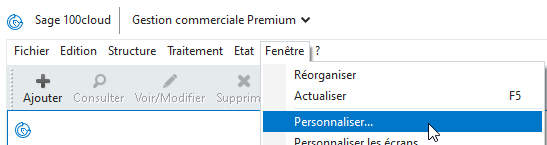 Sage 100cloud Gestion commerciale Premium
Fichier Edition Structure Traitement Etat Fenêtre ?
Ajouter Consulter Voir/Modifier Supprim
Réorganiser
Actualiser F5
Personnaliser...
Personnaliser les écrans